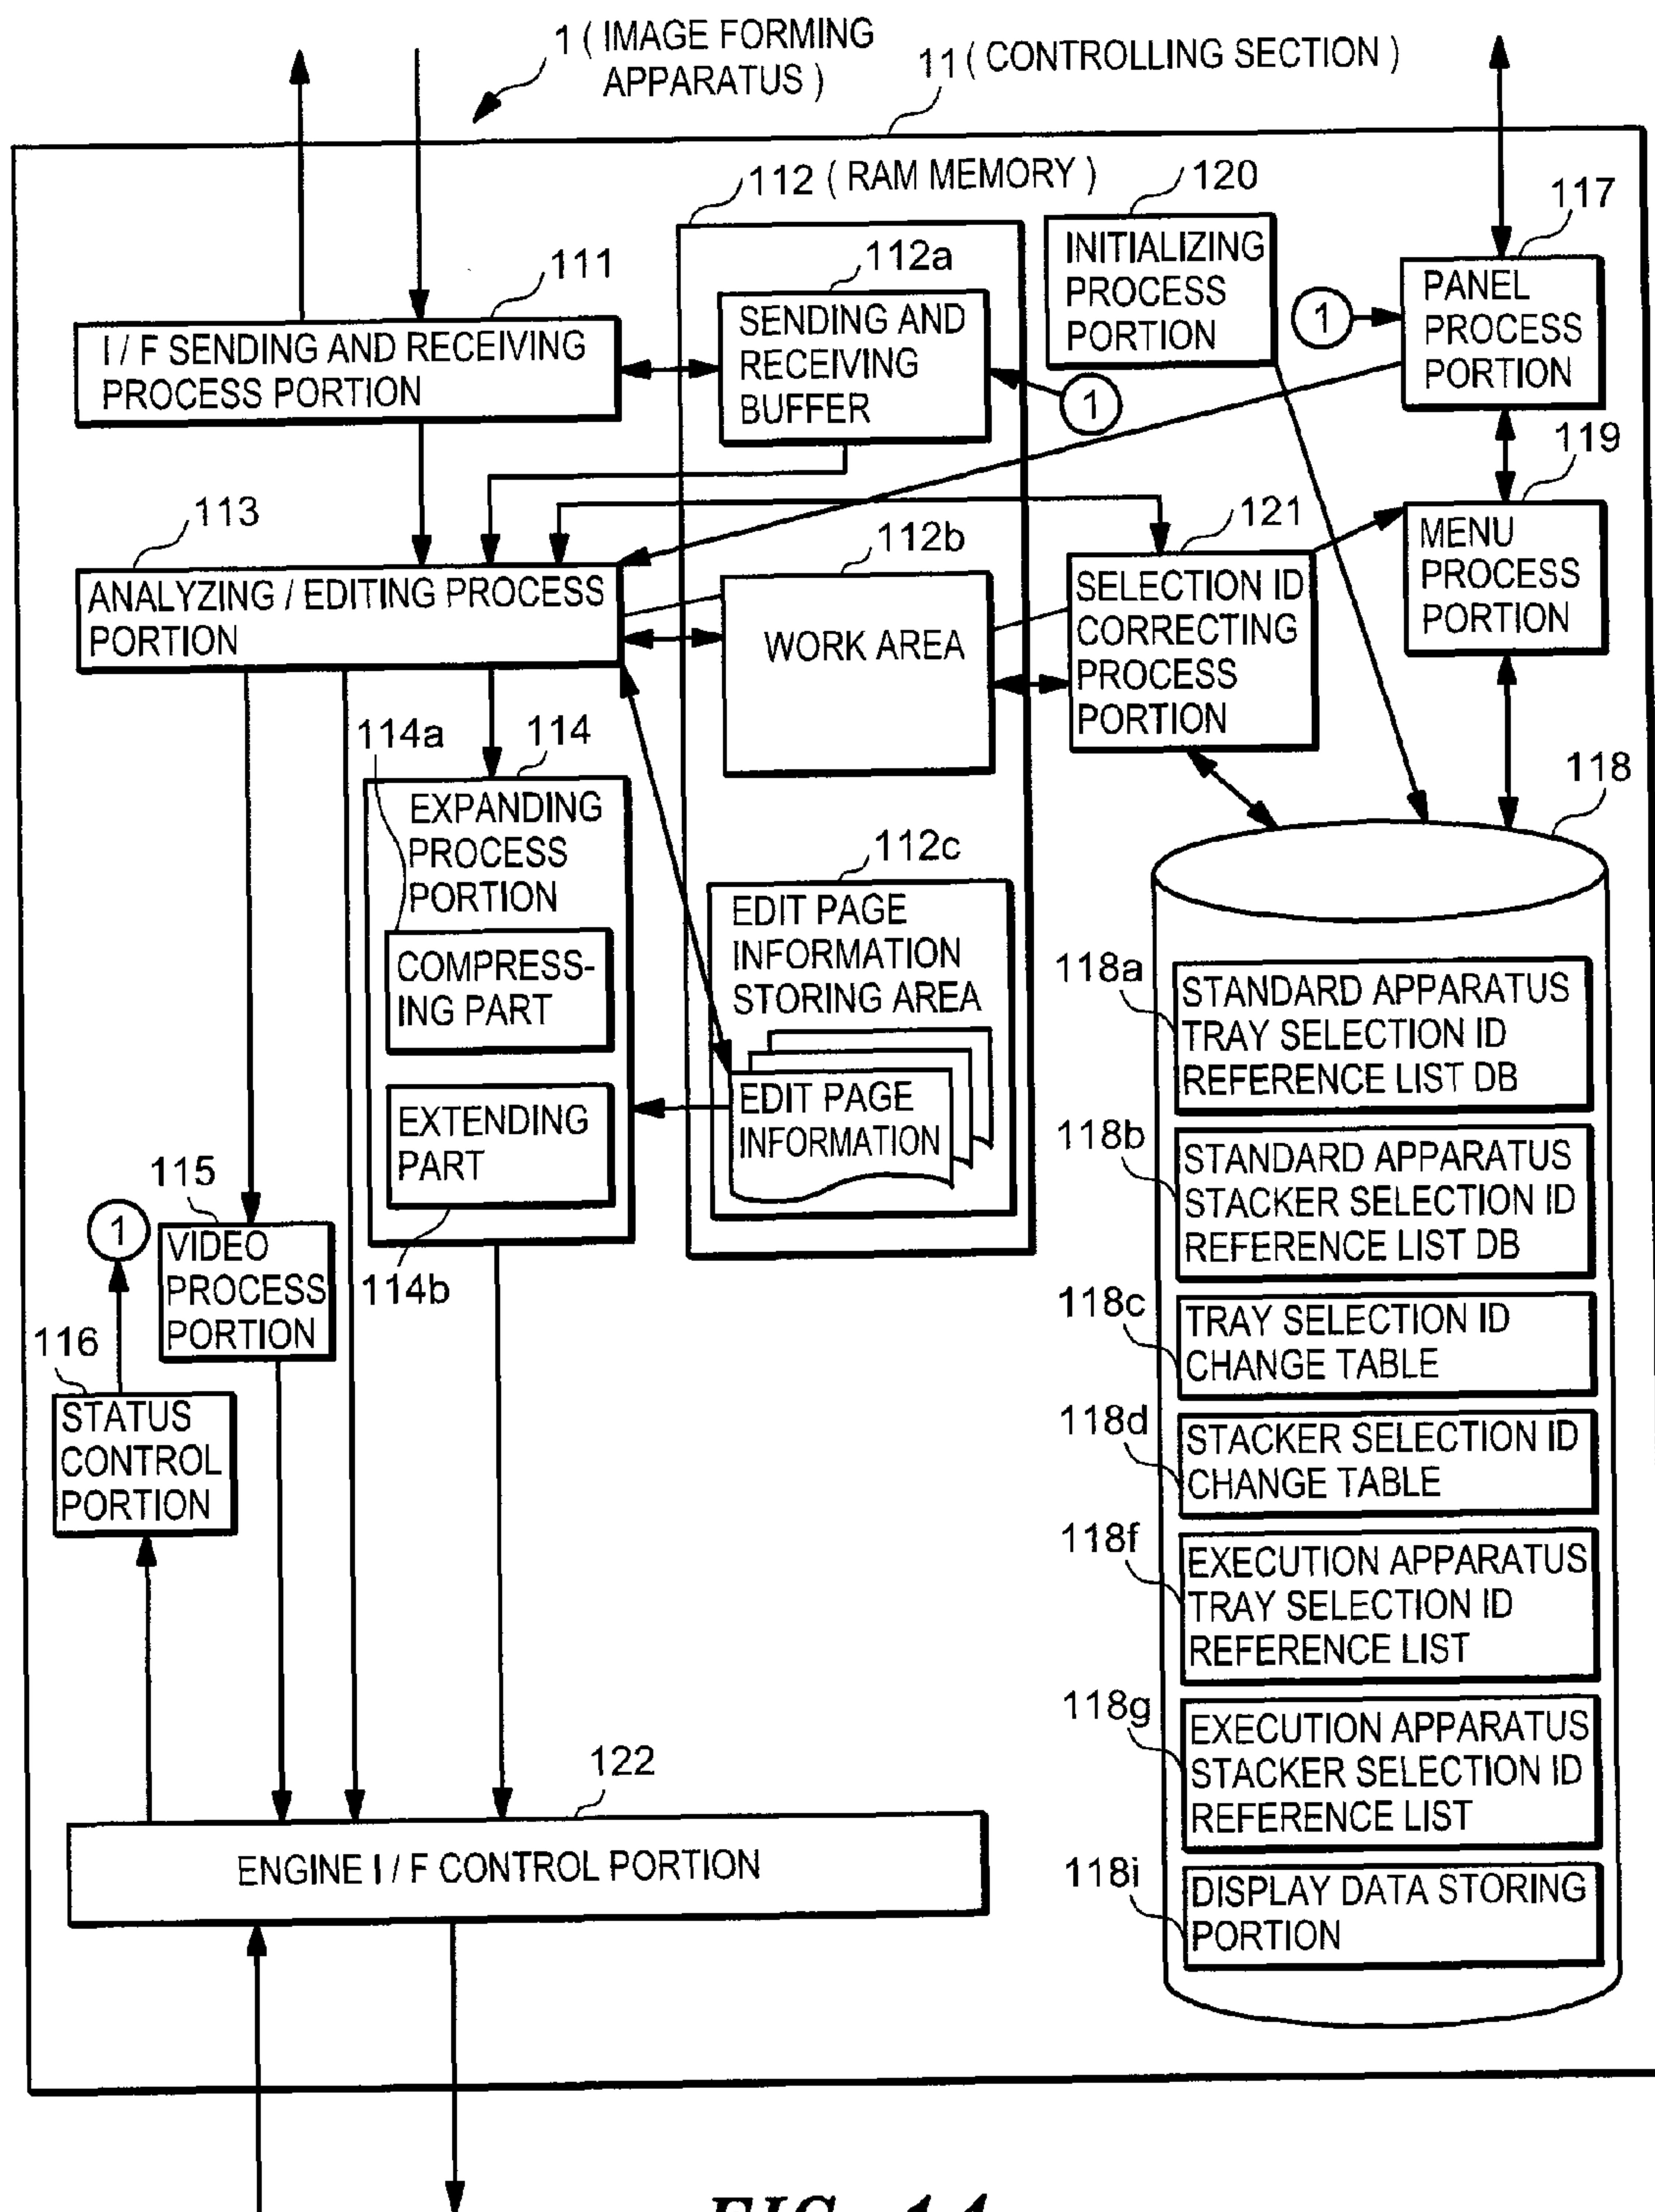 1 ( IMAGE FORMING
APPARATUS )
11 ( CONTROLLING SECTION )
112 ( RAM MEMORY )
120
117
INITIALIZING
PROCESS
PORTION
112a
111
SENDING AND
RECEIVING
BUFFER
PANEL
PROCESS
PORTION
1
I / F SENDING AND RECEIVING
PROCESS PORTION
1
119
113
121
112b
MENU
PROCESS
PORTION
ANALYZING / EDITING PROCESS
PORTION
WORK AREA
SELECTION ID
CORRECTING
PROCESS
PORTION
114a
114
118
EXPANDING
PROCESS
PORTION
112c
COMPRESS-
ING PART
EDIT PAGE
INFORMATION
STORING AREA
EXTENDING
PART
EDIT PAGE
INFORMATION
114b
118a
STANDARD APPARATUS
TRAY SELECTION ID
REFERENCE LIST DB
118b
STANDARD APPARATUS
STACKER SELECTION ID
REFERENCE LIST DB
115
1
VIDEO
PROCESS
PORTION
118c
TRAY SELECTION ID
CHANGE TABLE
116
STATUS
CONTROL
PORTION
118d
STACKER SELECTION ID
CHANGE TABLE
118f
EXECUTION APPARATUS
TRAY SELECTION ID
REFERENCE LIST
118g
EXECUTION APPARATUS
STACKER SELECTION ID
REFERENCE LIST
122
ENGINE I / F CONTROL PORTION
118i
DISPLAY DATA STORING
PORTION